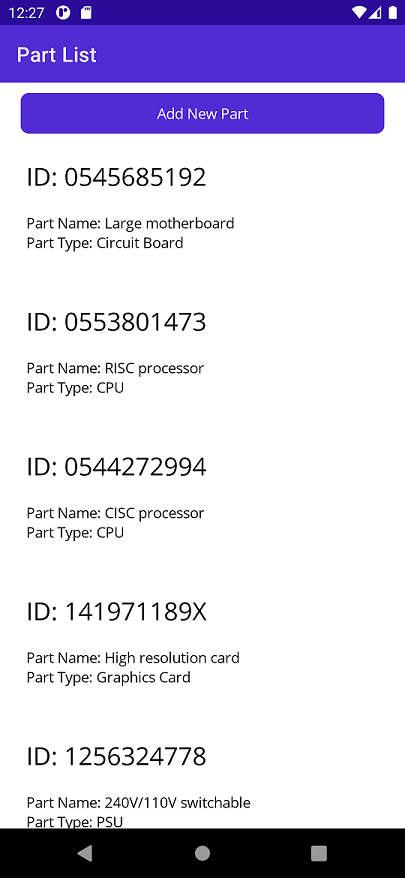 12:27
Part List
Add New Part
ID: 0545685192
Part Name: Large motherboard
Part Type: Circuit Board
ID: 0553801473
Part Name: RISC processor
Part Type: CPU
ID: 0544272994
Part Name: CISC processor
Part Type: CPU
ID: 141971189X
Part Name: High resolution card
Part Type: Graphics Card
ID: 1256324778
Part Name: 240V/110V switchable
Part Type: PSU